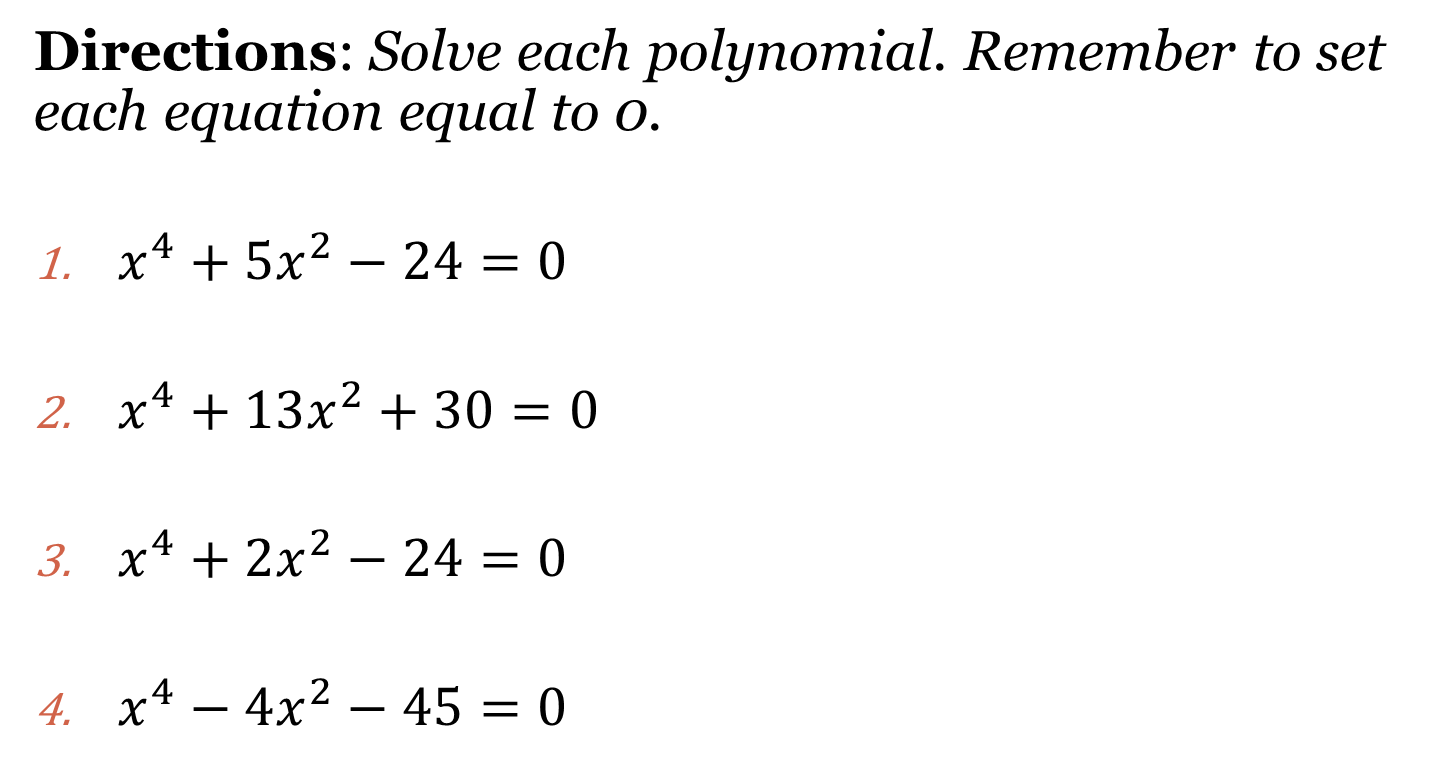 Directions: Solve each polynomial. Remember to set
each equation equal to 0.
1. x⁴ + 5x² − 24 = 0
2. x⁴ + 13x² + 30 = 0
3. x⁴ + 2x² − 24 = 0
4. x⁴ − 4x² − 45 = 0